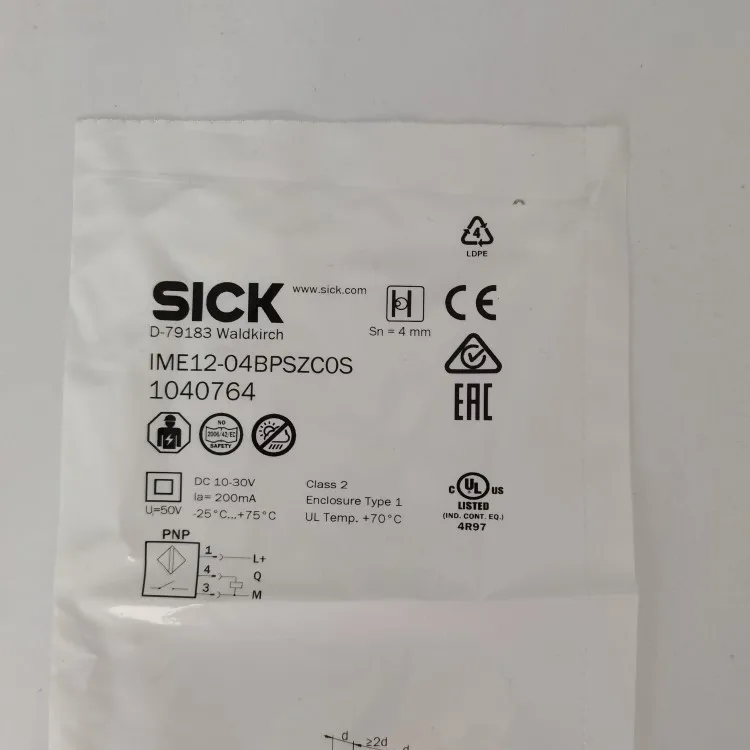 4
LDPE
SICK
www.sick.com
D-79183 Waldkirch
Sn = 4 mm
CE
IME12-04BPSZC0S
1040764
EAC
NO
2006/42/EC
SAFETY
DC 10-30V
Ia= 200mA
-25°C...+75°C
Ui=50V
Class 2
Enclosure Type 1
UL Temp. +70°C
c UL us
LISTED
(IND. CONT. EQ.)
4R97
PNP
1 L+
4 Q
3 M
d ≥2d
d